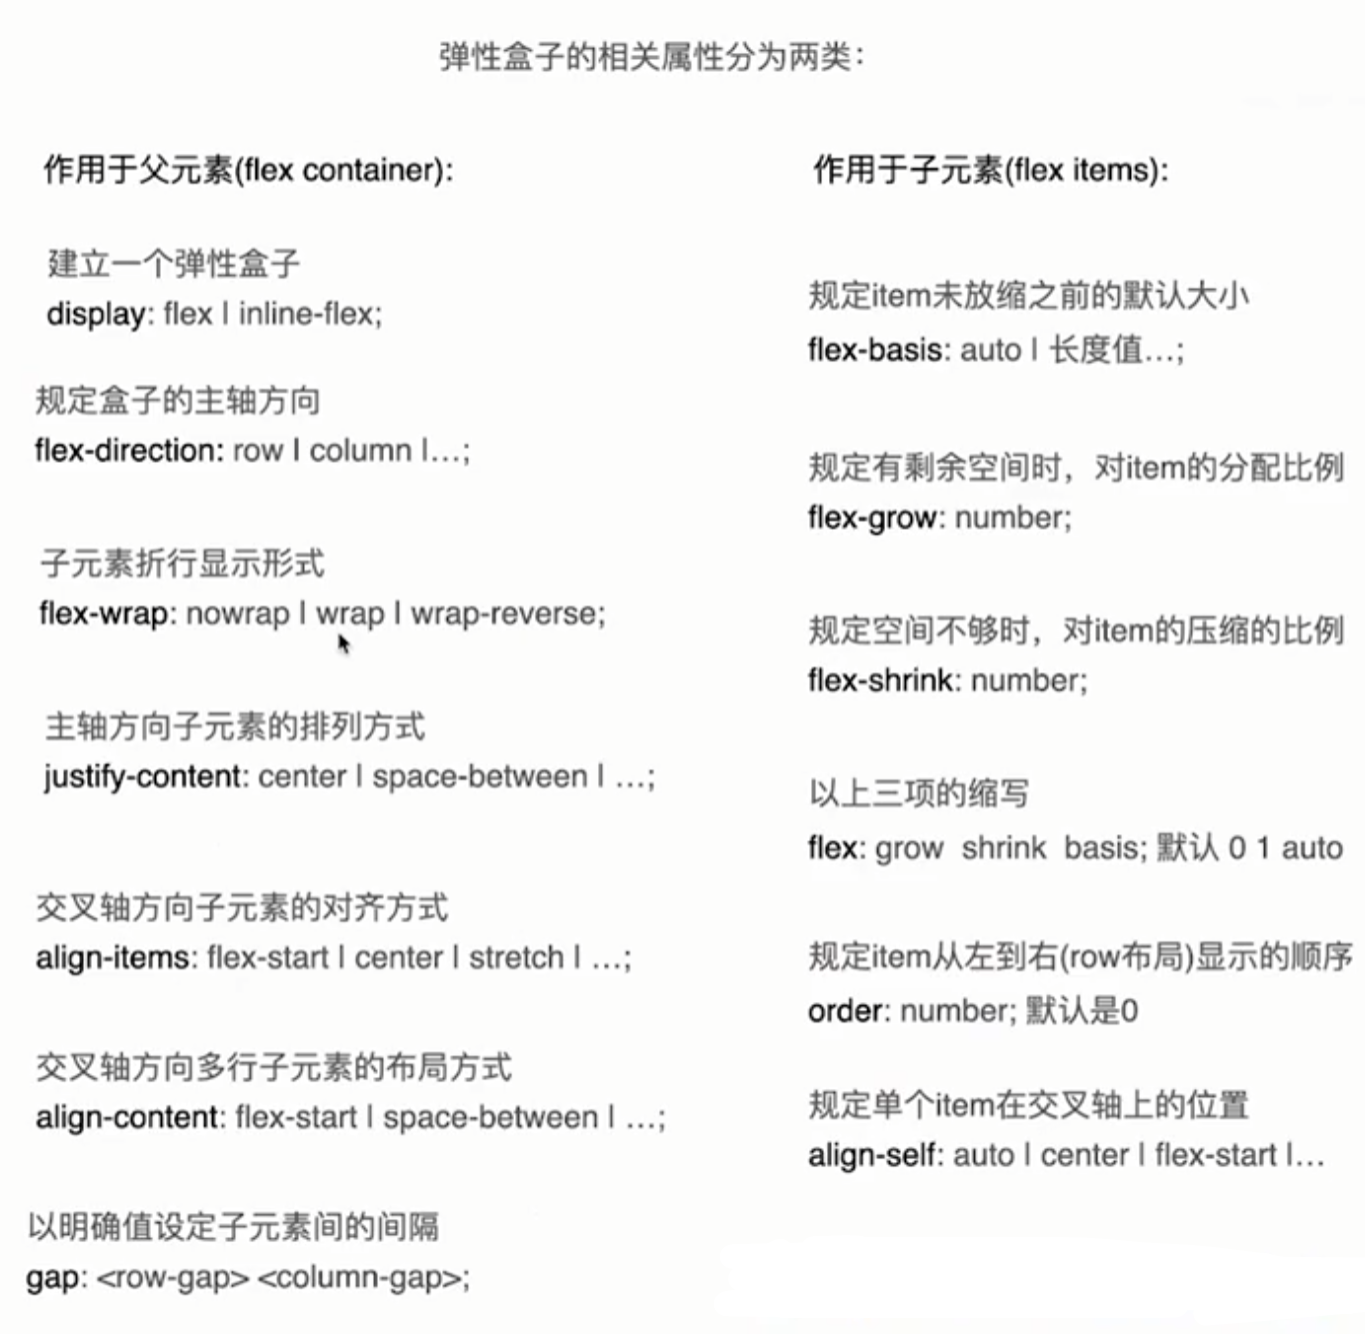 弹性盒子的相关属性分为两类：
作用于父元素(flex container):
建立一个弹性盒子
display: flex | inline-flex;
规定盒子的主轴方向
flex-direction: row | column |...;
子元素折行显示形式
flex-wrap: nowrap | wrap | wrap-reverse;
主轴方向子元素的排列方式
justify-content: center | space-between | ...;
交叉轴方向子元素的对齐方式
align-items: flex-start | center | stretch | ...;
交叉轴方向多行子元素的布局方式
align-content: flex-start | space-between | ...;
以明确值设定子元素间的间隔
gap: <row-gap> <column-gap>;
作用于子元素(flex items):
规定item未放缩之前的默认大小
flex-basis: auto | 长度值...;
规定有剩余空间时，对item的分配比例
flex-grow: number;
规定空间不够时，对item的压缩的比例
flex-shrink: number;
以上三项的缩写
flex: grow shrink basis; 默认 0 1 auto
规定item从左到右(row布局)显示的顺序
order: number; 默认是0
规定单个item在交叉轴上的位置
align-self: auto | center | flex-start |...